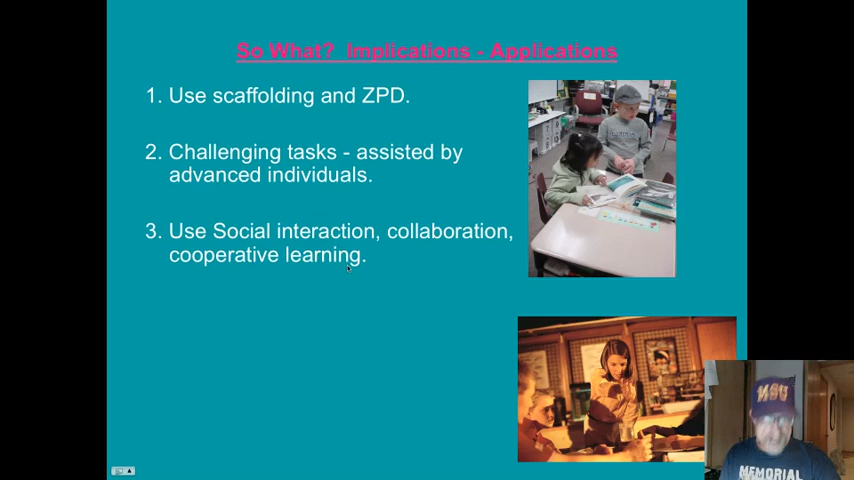 So What? Implications - Applications
1. Use scaffolding and ZPD.
2. Challenging tasks - assisted by
advanced individuals.
3. Use Social interaction, collaboration,
cooperative learning.
MEMORIAL